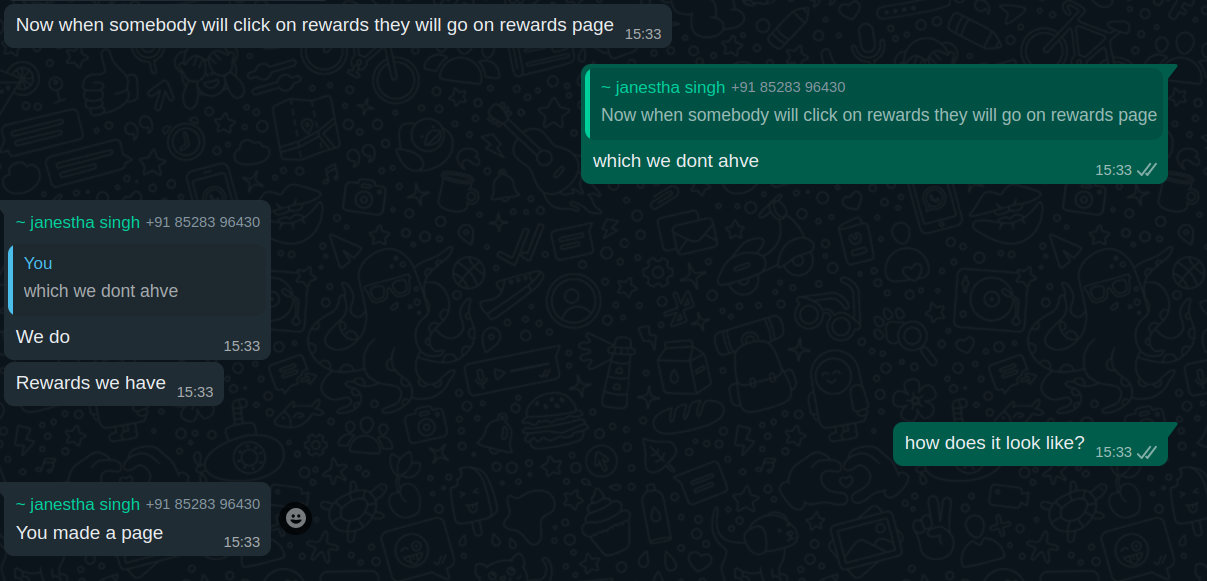 Now when somebody will click on rewards they will go on rewards page 15:33
~ janestha singh +91 85283 96430
Now when somebody will click on rewards they will go on rewards page
which we dont ahve 15:33
~ janestha singh +91 85283 96430
You
which we dont ahve
We do 15:33
Rewards we have 15:33
how does it look like? 15:33
~ janestha singh +91 85283 96430
You made a page 15:33